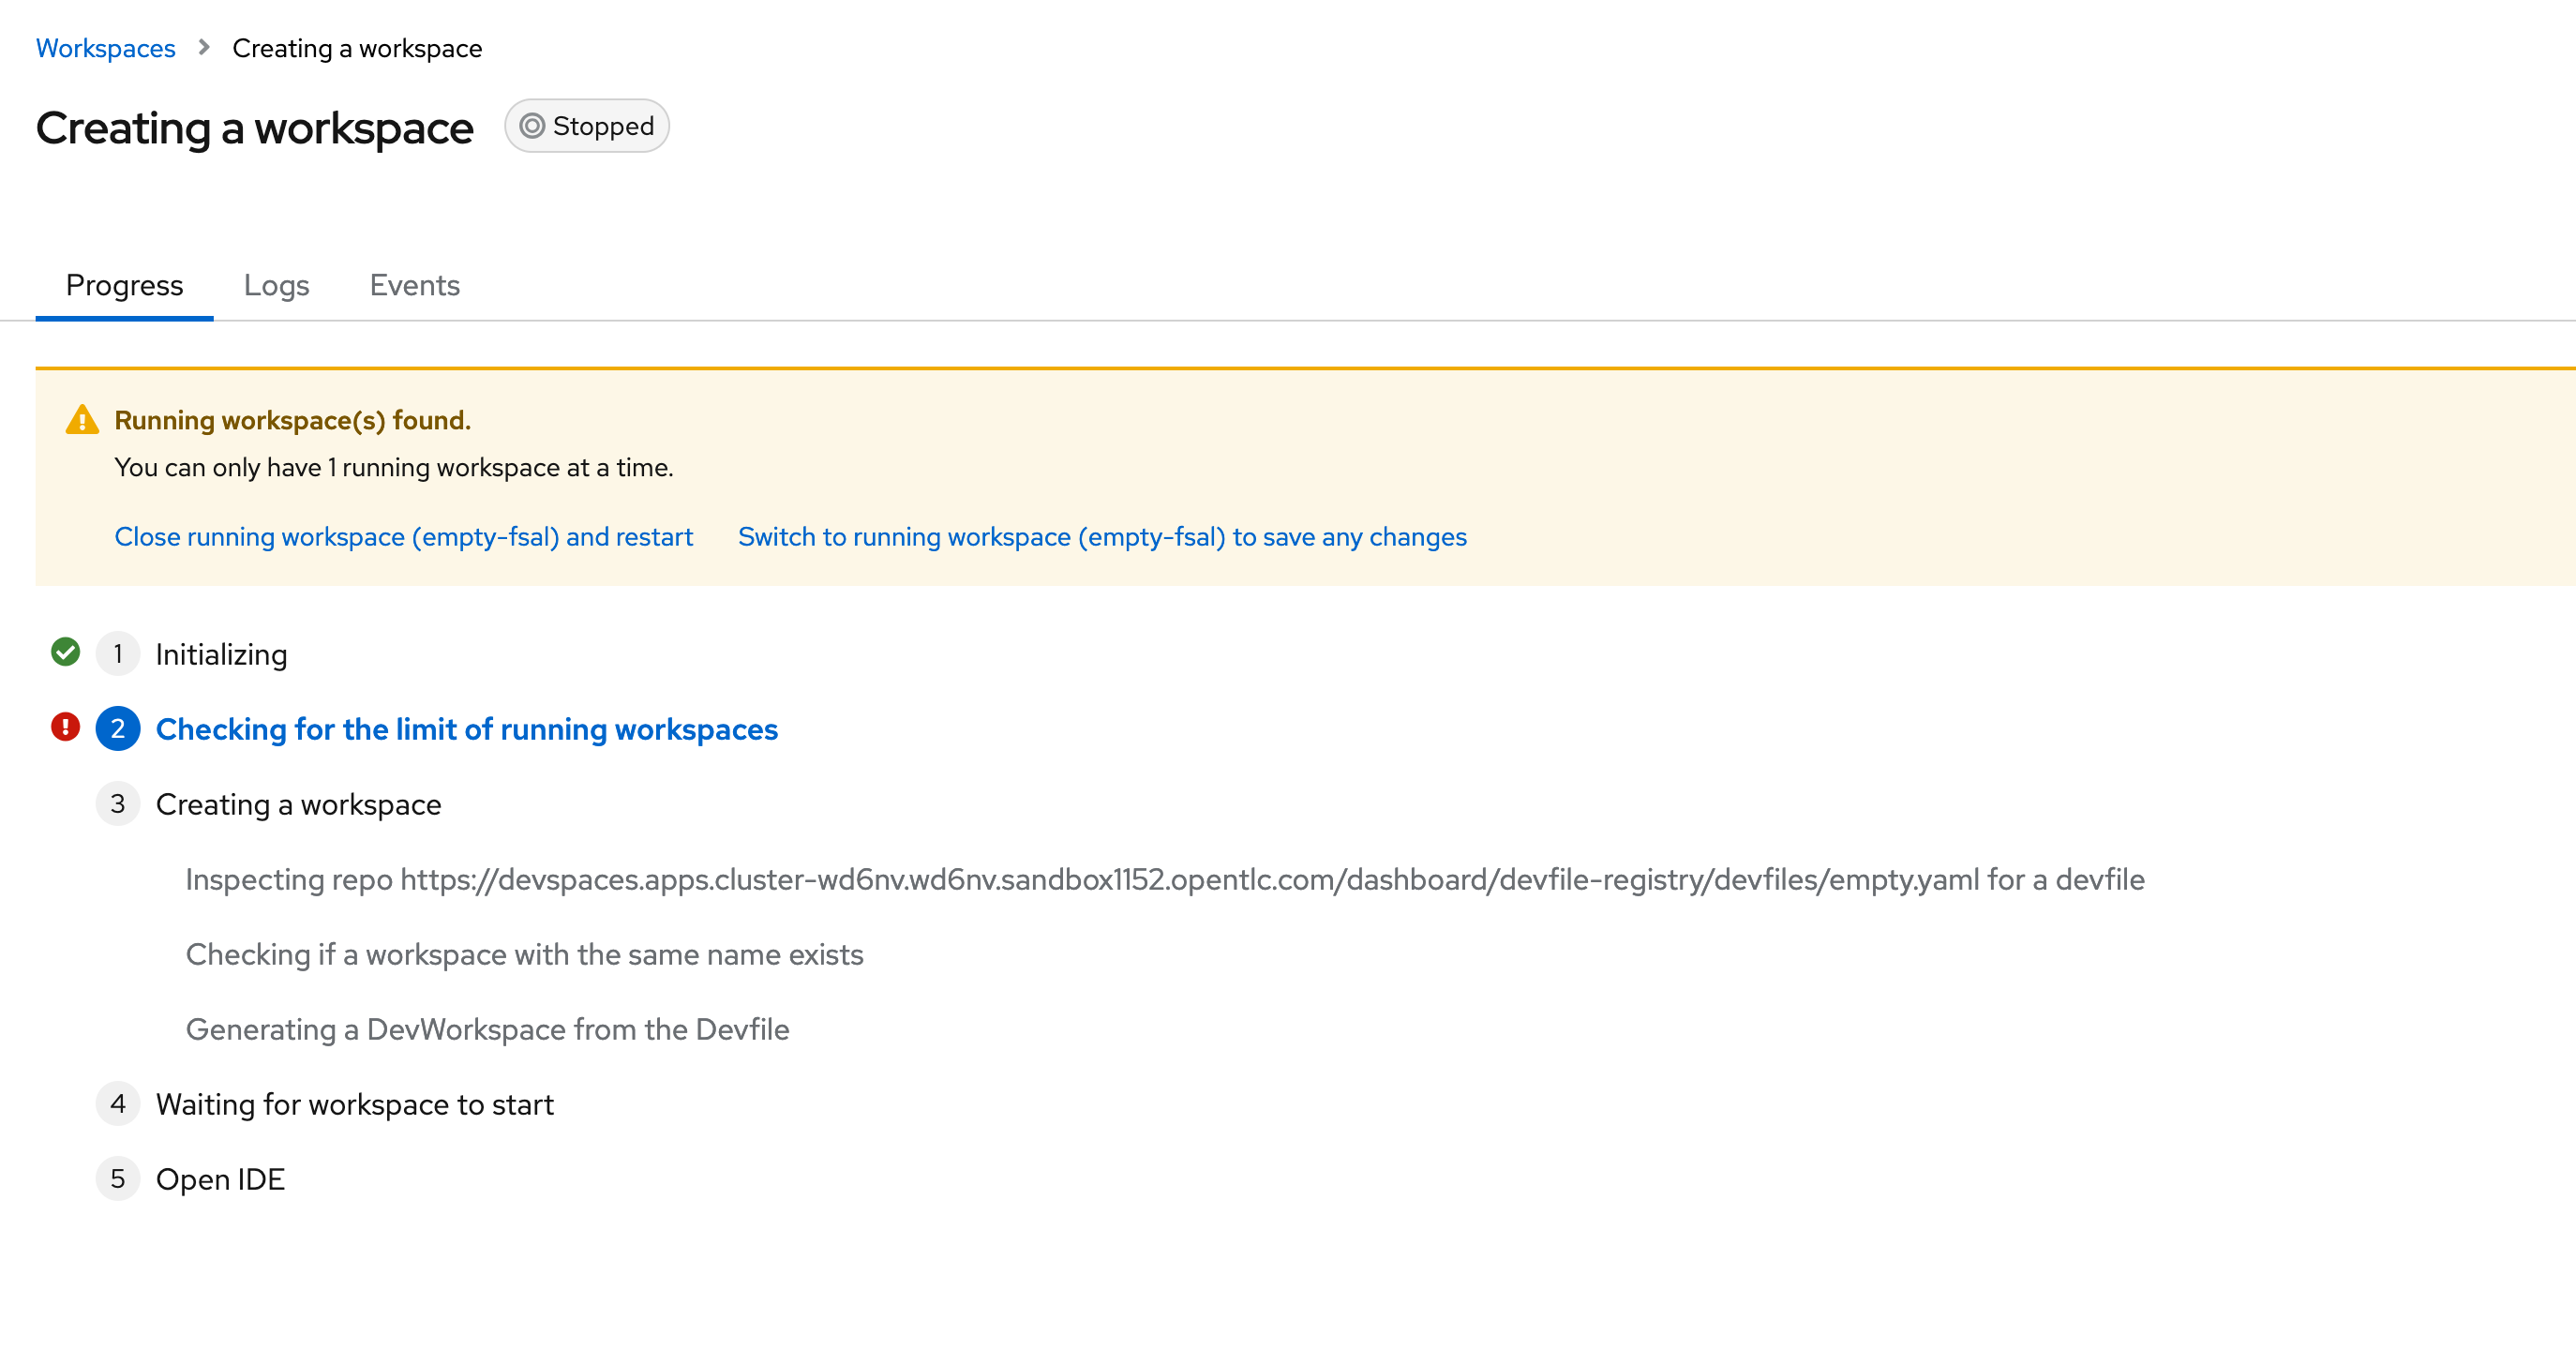 Workspaces > Creating a workspace
Creating a workspace Stopped
Progress Logs Events
Running workspace(s) found.
You can only have 1 running workspace at a time.
Close running workspace (empty-fsal) and restart Switch to running workspace (empty-fsal) to save any changes
1 Initializing
2 Checking for the limit of running workspaces
3 Creating a workspace
Inspecting repo https://devspaces.apps.cluster-wd6nv.wd6nv.sandbox1152.opentlc.com/dashboard/devfile-registry/devfiles/empty.yaml for a devfile
Checking if a workspace with the same name exists
Generating a DevWorkspace from the Devfile
4 Waiting for workspace to start
5 Open IDE